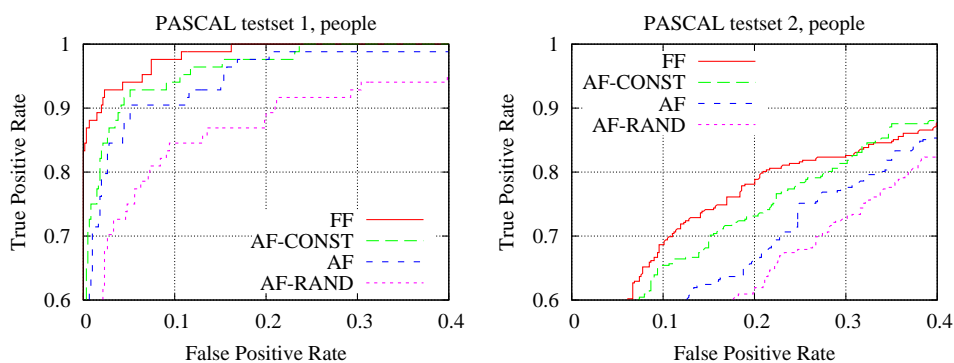 PASCAL testset 1, people
True Positive Rate
1
0.9
0.8
0.7
0.6
FF
AF-CONST
AF
AF-RAND
0 0.1 0.2 0.3 0.4
False Positive Rate
PASCAL testset 2, people
True Positive Rate
1
0.9
0.8
0.7
0.6
FF
AF-CONST
AF
AF-RAND
0 0.1 0.2 0.3 0.4
False Positive Rate